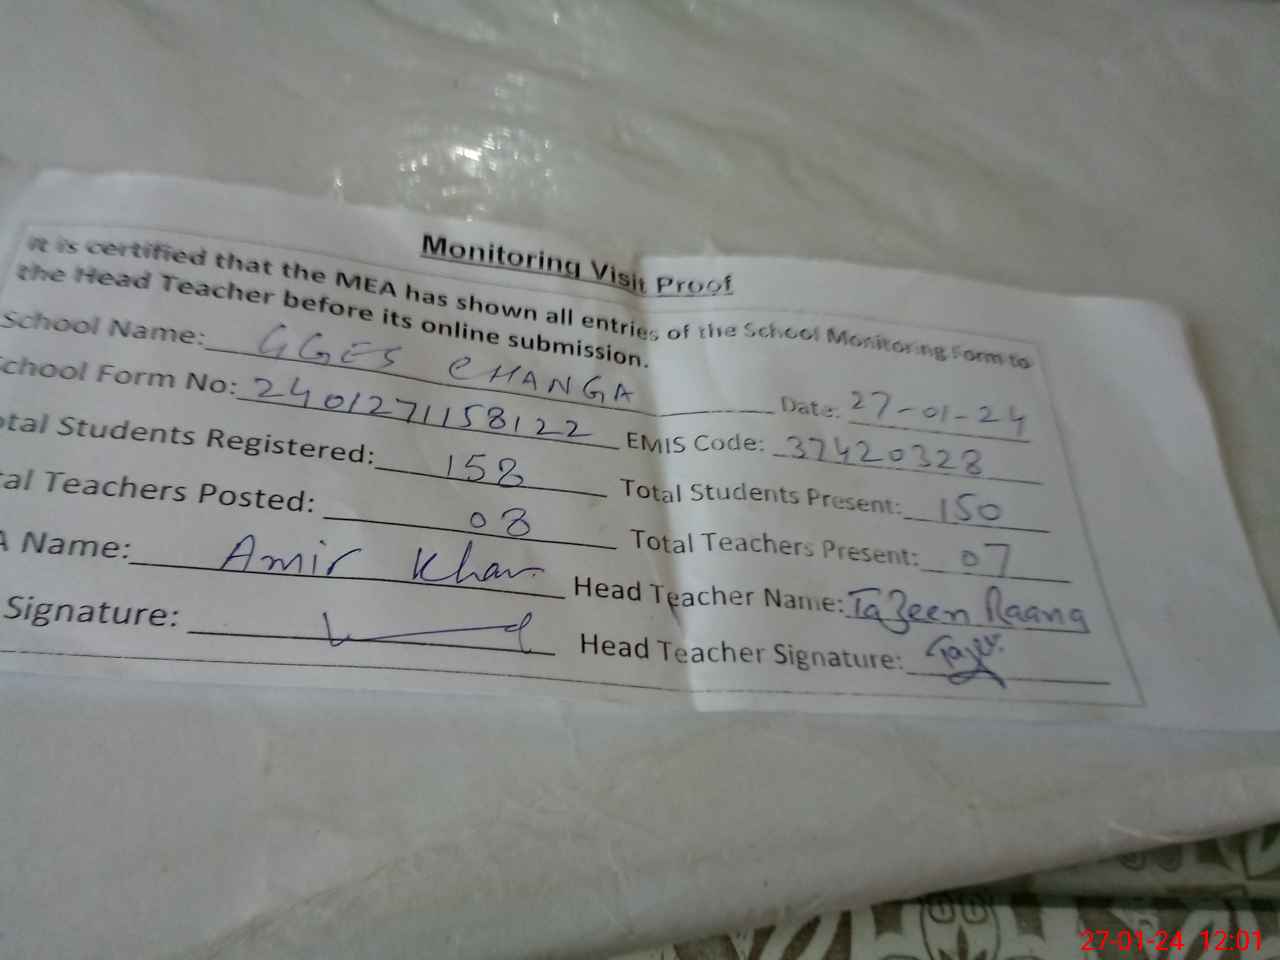 Monitoring Visit Proof
It is certified that the MEA has shown all entries of the School Monitoring Form to
the Head Teacher before its online submission.
School Name: GGES CHANGA Date: 27-01-24
School Form No: 2401271158122 EMIS Code: 37420328
otal Students Registered: 158 Total Students Present: 150
al Teachers Posted: 08 Total Teachers Present: 07
A Name: Amir Khan Head Teacher Name: Tazeen Raang
Signature: Head Teacher Signature:
27-01-24 12:01